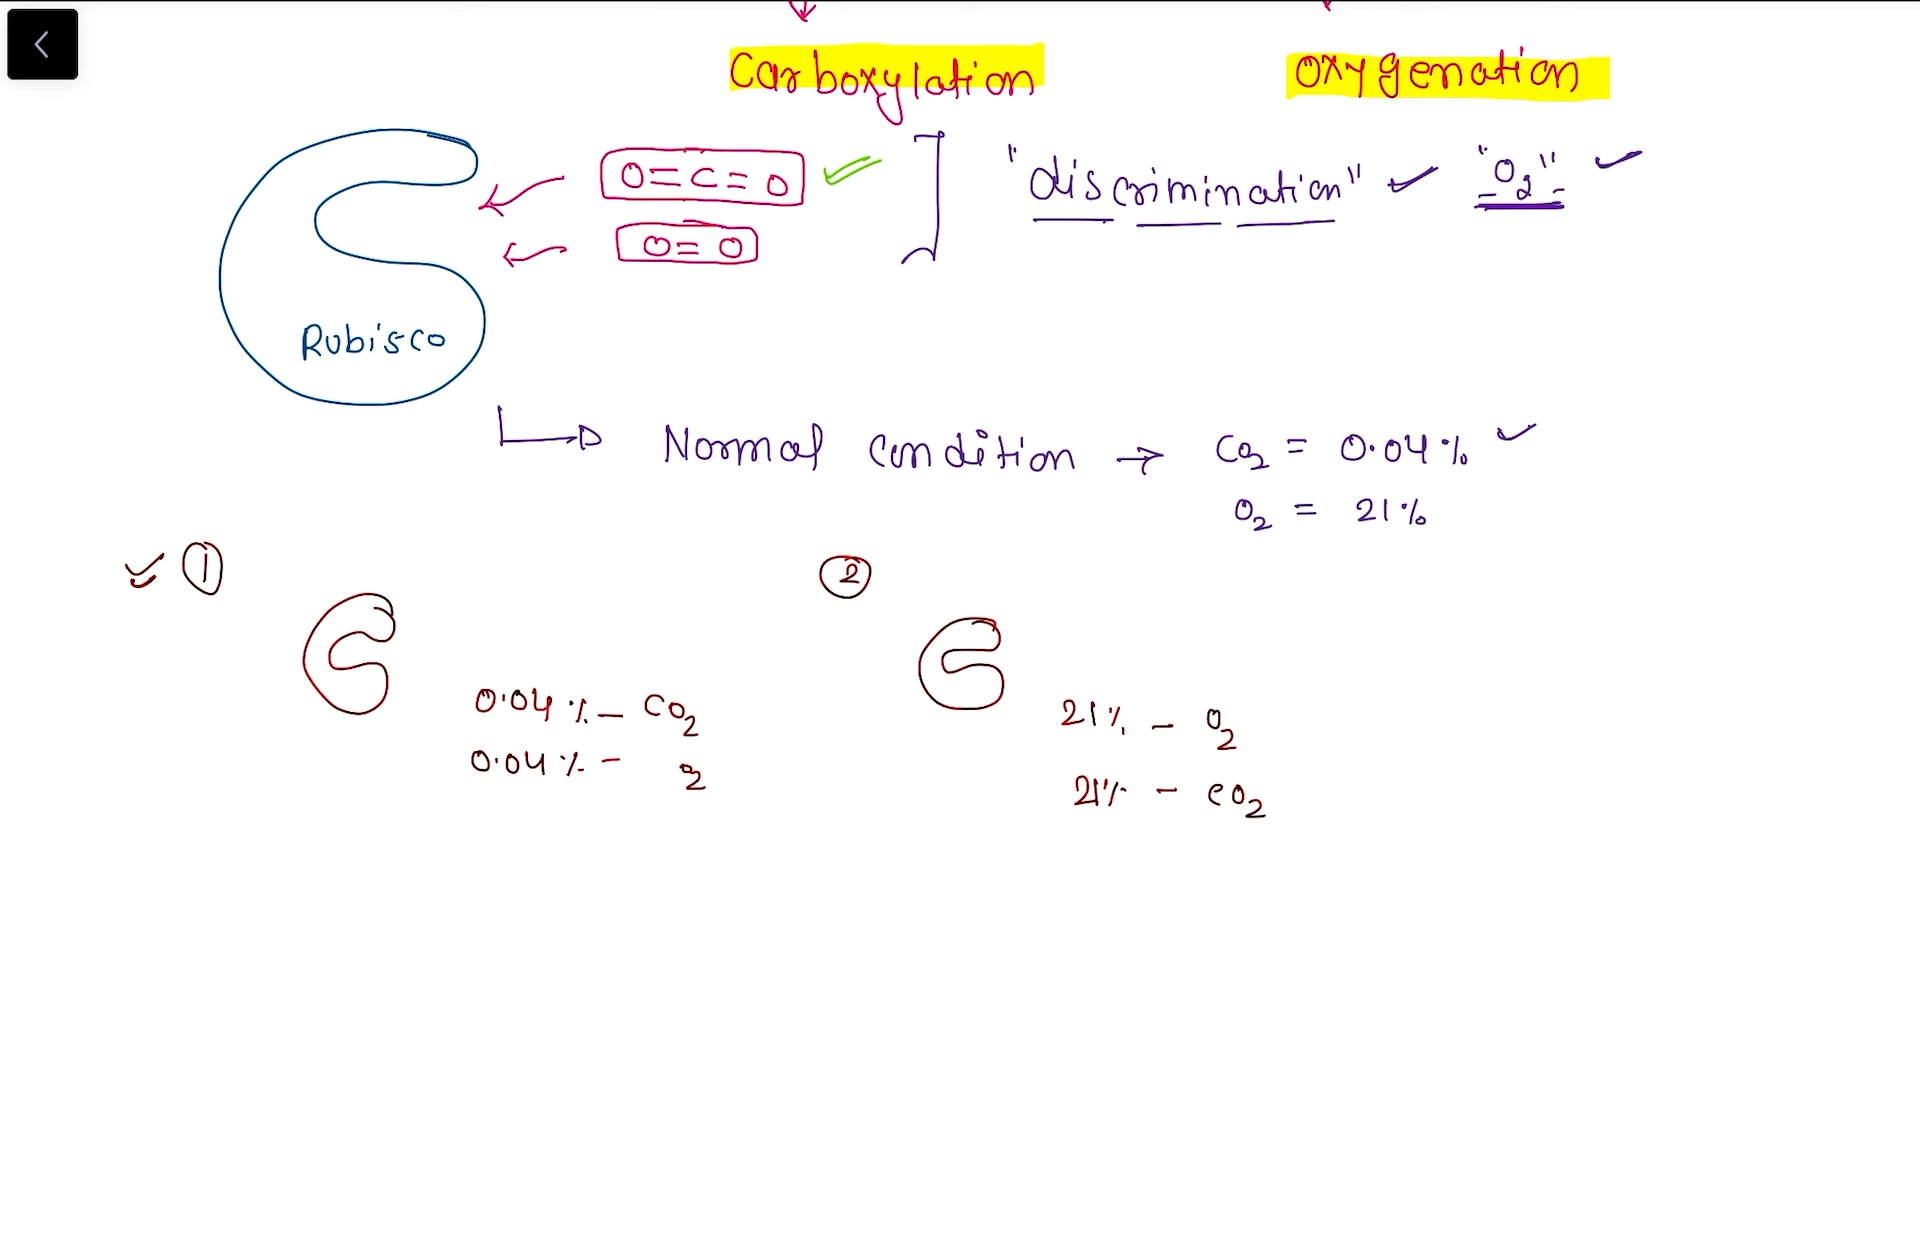 Carboxylation oxygenation
O=C=O "discrimination" "O₂"
O=O
Rubisco
Normal condition → CO₂ = 0.04%
O₂ = 21%
1 2
0.04% - CO₂ 21% - O₂
0.04% - 2 21% - CO₂